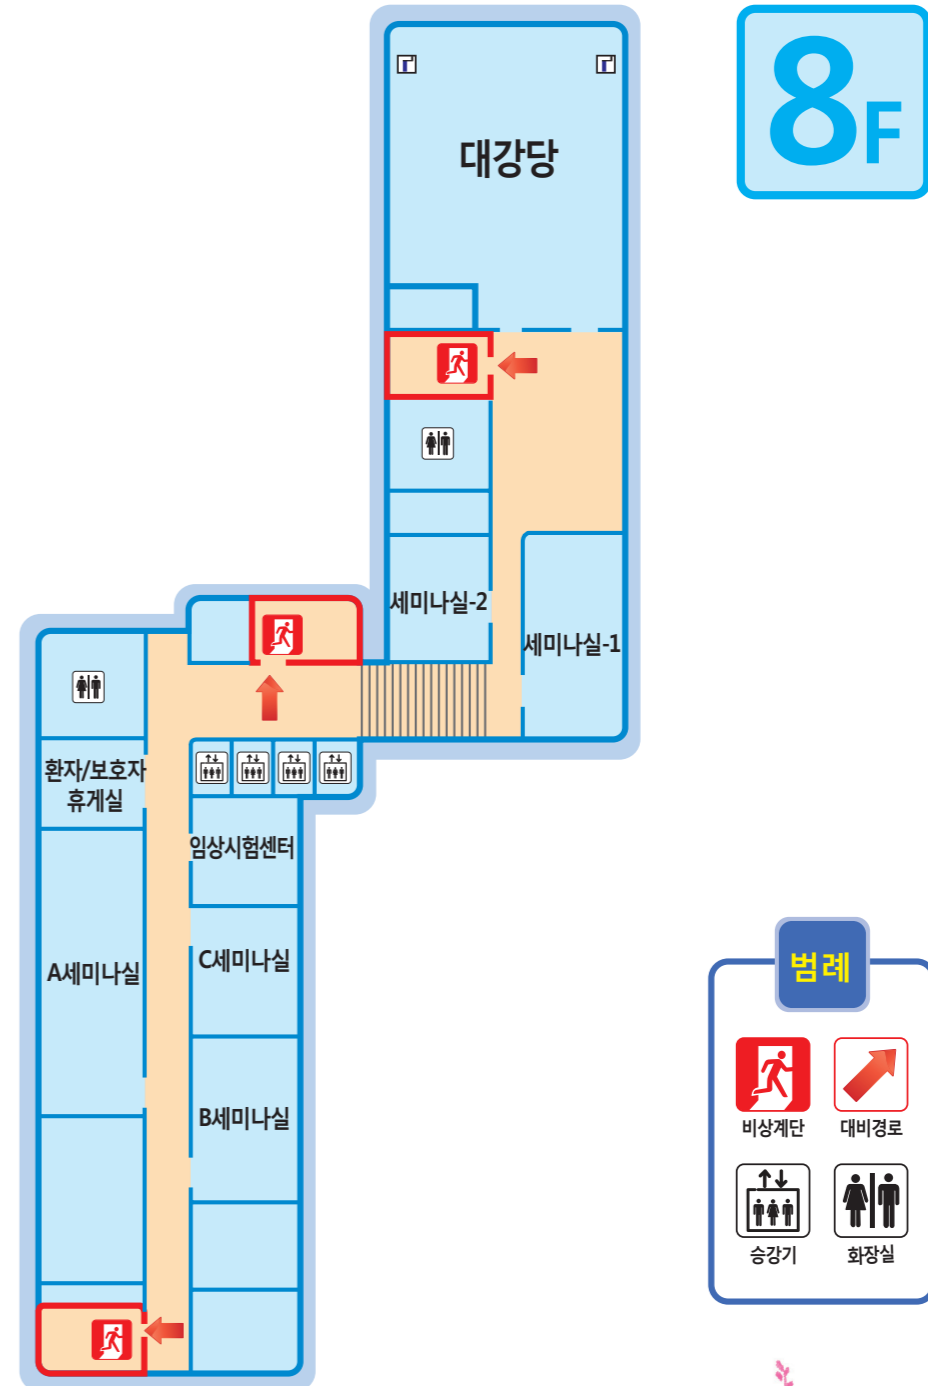 8F
대강당
세미나실-2
세미나실-1
환자/보호자
휴게실
임상시험센터
A세미나실
C세미나실
B세미나실
범례
비상계단
대비경로
승강기
화장실